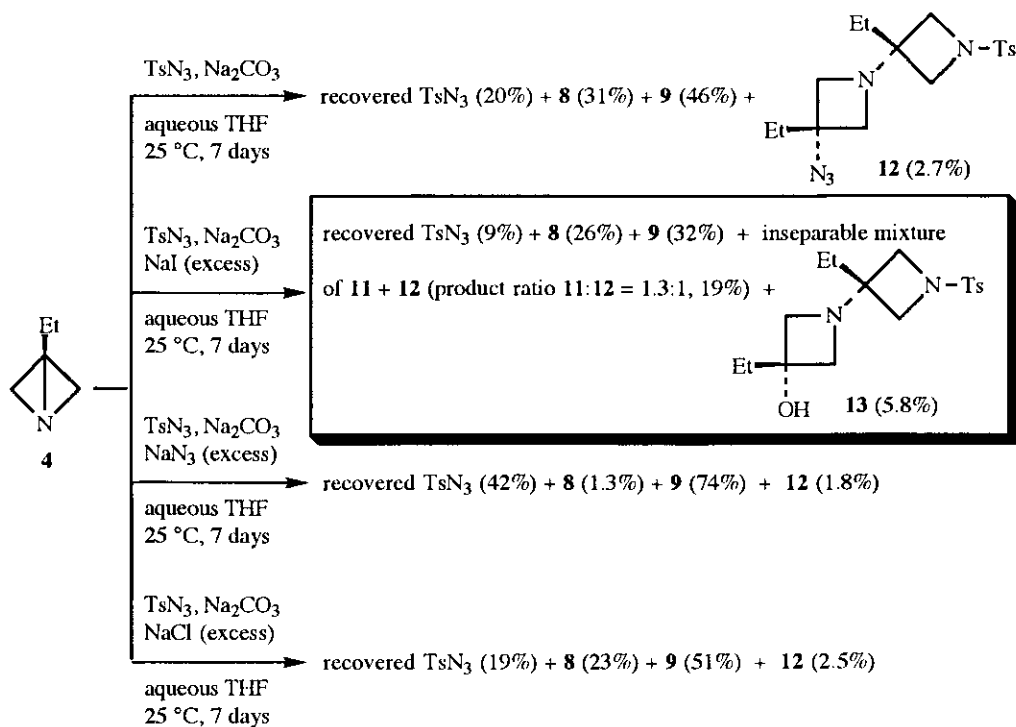 TsN₃, Na₂CO₃
aqueous THF
25 °C, 7 days
recovered TsN₃ (20%) + 8 (31%) + 9 (46%) +
Et
N
Ts
N
Et
N₃
12 (2.7%)
TsN₃, Na₂CO₃
NaI (excess)
aqueous THF
25 °C, 7 days
recovered TsN₃ (9%) + 8 (26%) + 9 (32%) + inseparable mixture
of 11 + 12 (product ratio 11:12 = 1.3:1, 19%) +
Et
N
Ts
N
Et
OH
13 (5.8%)
Et
N
4
TsN₃, Na₂CO₃
NaN₃ (excess)
aqueous THF
25 °C, 7 days
recovered TsN₃ (42%) + 8 (1.3%) + 9 (74%) + 12 (1.8%)
TsN₃, Na₂CO₃
NaCl (excess)
aqueous THF
25 °C, 7 days
recovered TsN₃ (19%) + 8 (23%) + 9 (51%) + 12 (2.5%)